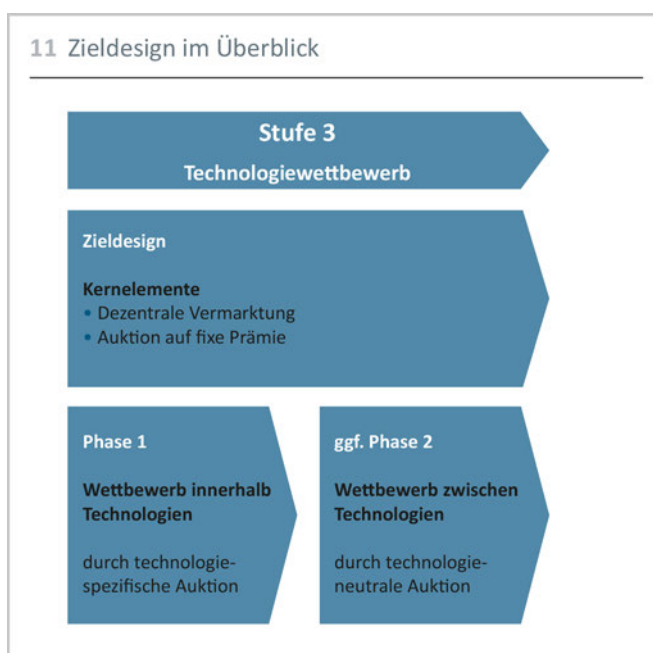 11 Zieldesign im Überblick
Stufe 3
Technologiewettbewerb
Zieldesign
Kernelemente
• Dezentrale Vermarktung
• Auktion auf fixe Prämie
Phase 1
Wettbewerb innerhalb
Technologien
durch technologie-
spezifische Auktion
ggf. Phase 2
Wettbewerb zwischen
Technologien
durch technologie-
neutrale Auktion